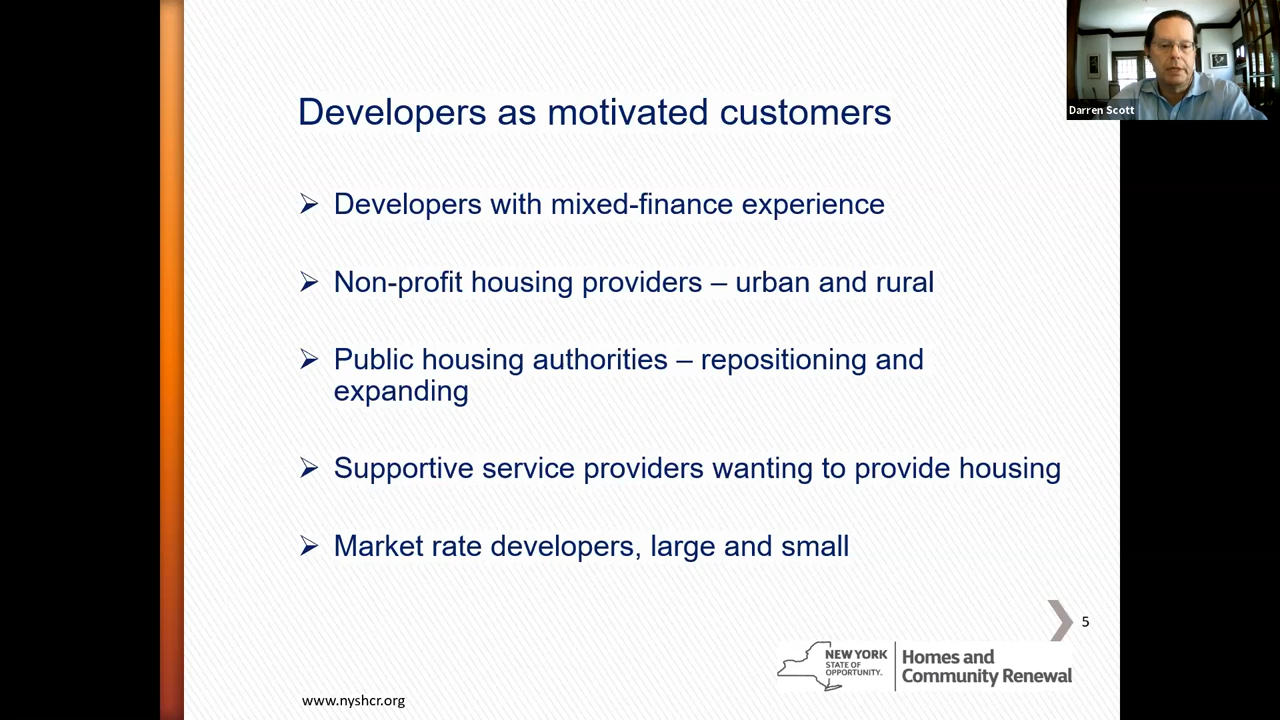 Darren Scott
Developers as motivated customers
➢ Developers with mixed-finance experience
➢ Non-profit housing providers – urban and rural
➢ Public housing authorities – repositioning and
expanding
➢ Supportive service providers wanting to provide housing
➢ Market rate developers, large and small
5
NEW YORK
STATE OF
OPPORTUNITY.
Homes and
Community Renewal
www.nyshcr.org